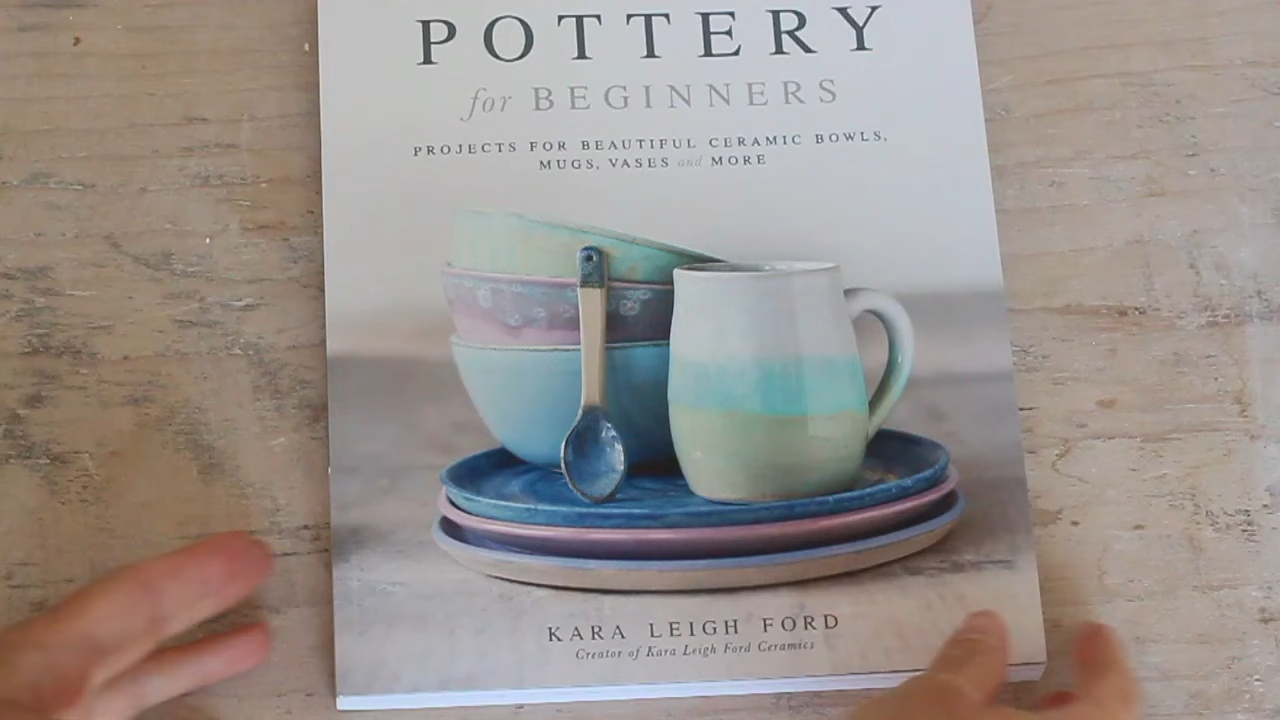 POTTERY
for BEGINNERS
PROJECTS FOR BEAUTIFUL CERAMIC BOWLS,
MUGS, VASES and MORE
KARA LEIGH FORD
Creator of Kara Leigh Ford Ceramics